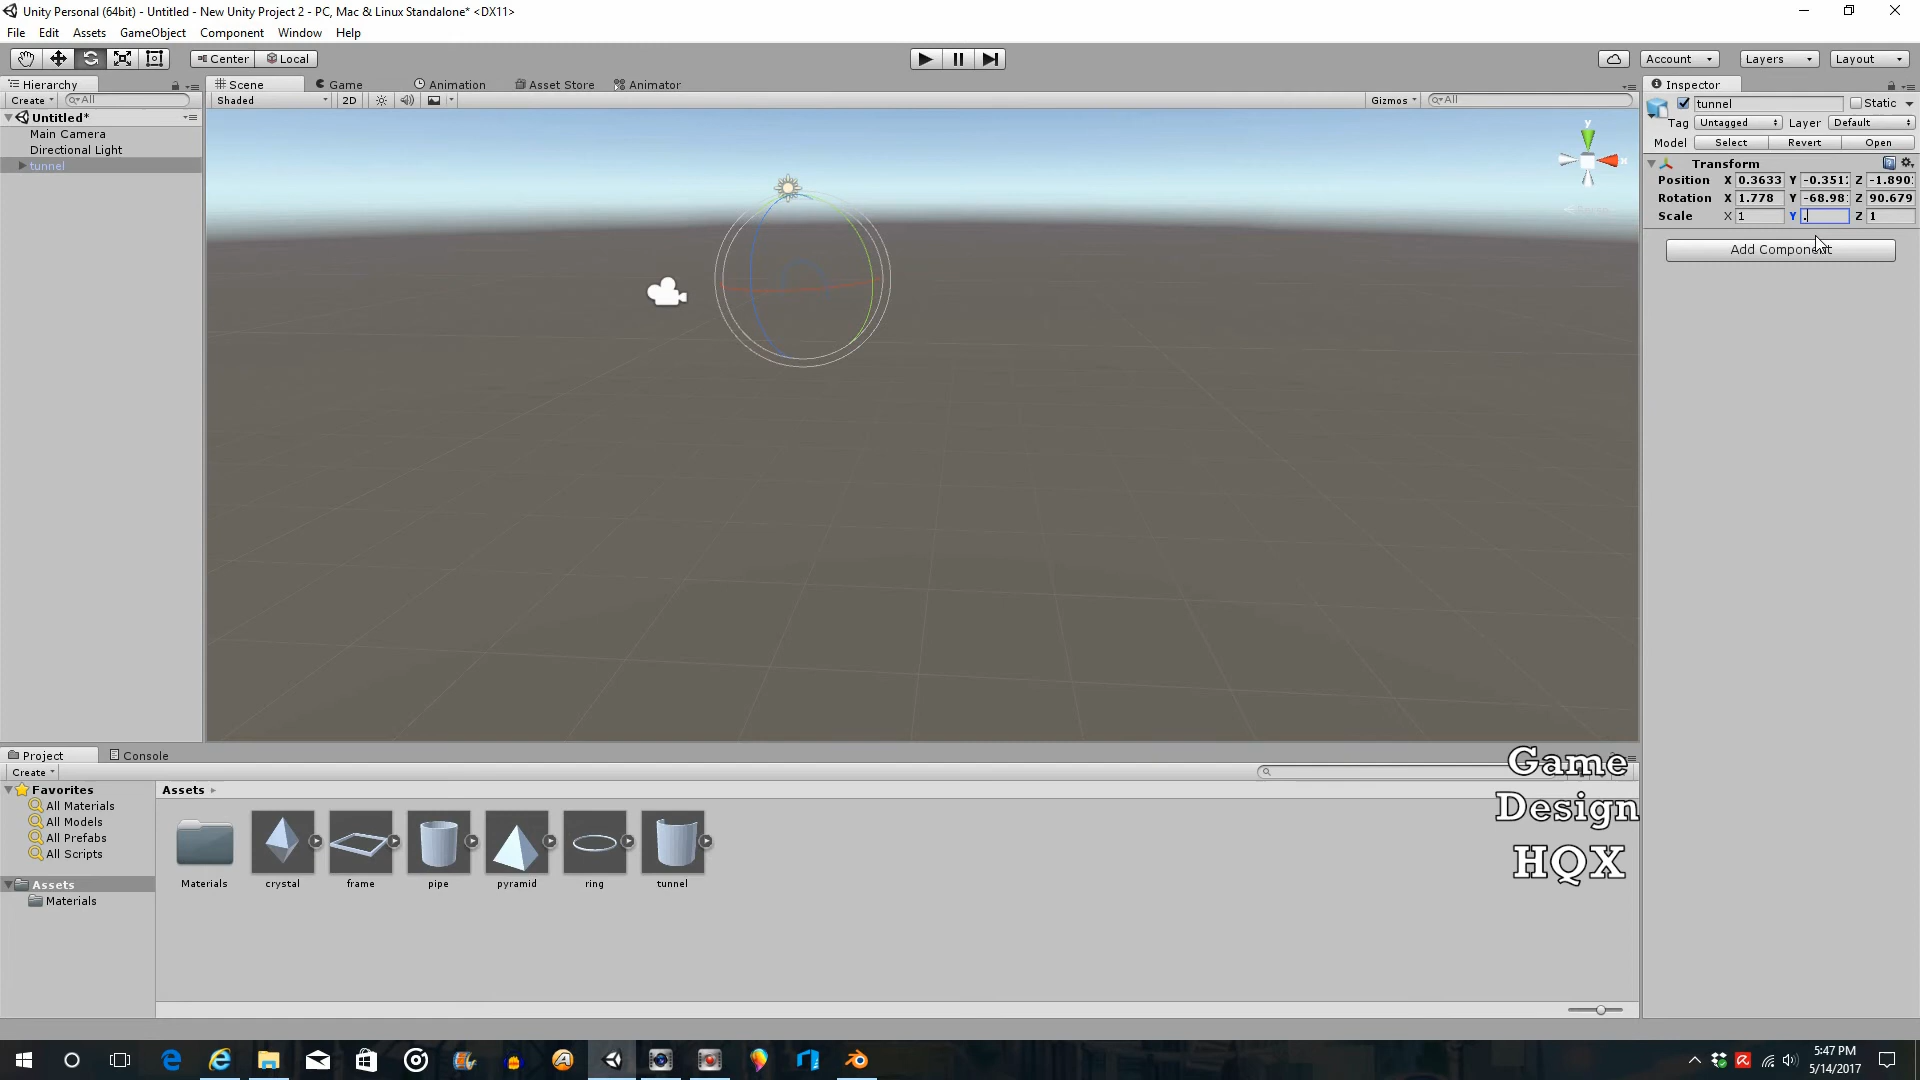 Unity Personal (64bit) - Untitled - New Unity Project 2 - PC, Mac & Linux Standalone* <DX11>
File Edit Assets GameObject Component Window Help
Center Local Account Layers Layout
Hierarchy Scene Game Animation Asset Store Animator Inspector
Create All Shaded 2D Gizmos All
tunnel Static
Untitled*
Tag Untagged Layer Default
Main Camera
Model Select Revert Open
Directional Light
tunnel
Transform
Position X 0.3633 Y -0.351 Z -1.890
Rotation X 1.778 Y -68.98 Z 90.679
Scale X 1 Y . Z 1
Add Component
y
x
Project Console
Create
Favorites
Assets
All Materials
All Models
All Prefabs
All Scripts
Assets
Materials
Materials crystal frame pipe pyramid ring tunnel
Game
Design
HQX
5:47 PM
5/14/2017